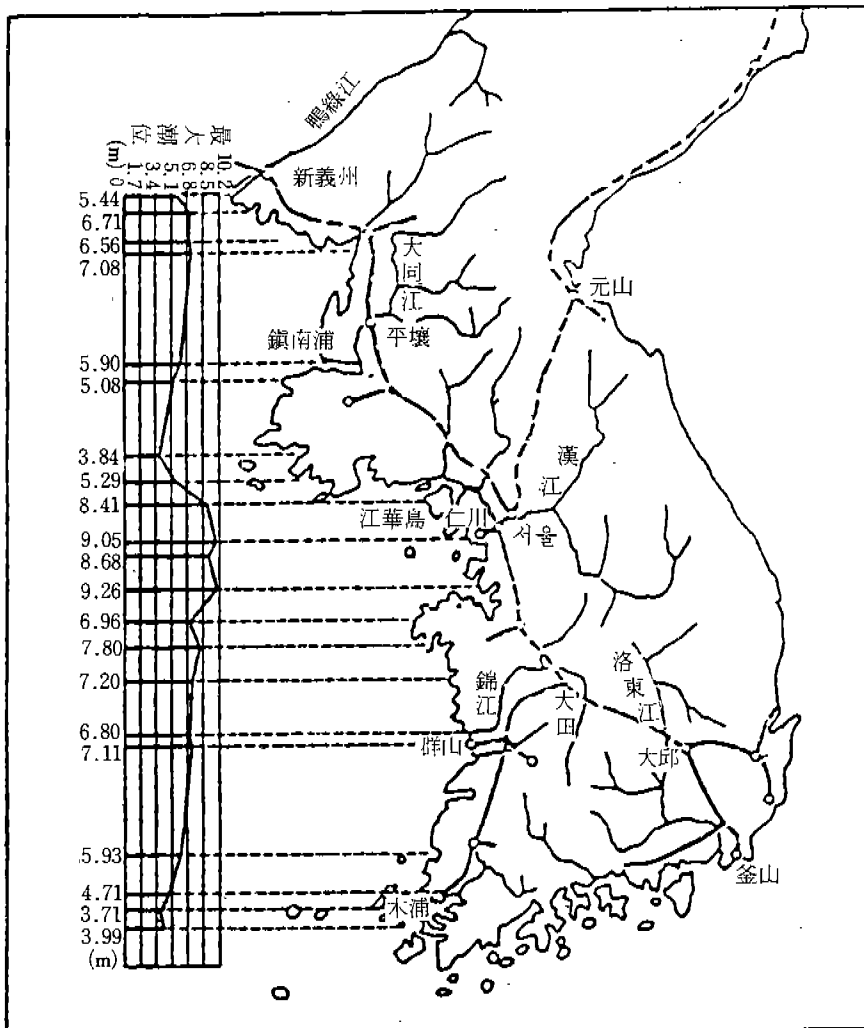 最大潮位
(m)
0
1.7
3.4
5.1
6.8
8.5
10.2
5.44
6.71
6.56
7.08
5.90
5.08
3.84
5.29
8.41
9.05
8.68
9.26
6.96
7.80
7.20
6.80
7.11
5.93
4.71
3.71
3.99
(m)
鴨綠江
新義州
大同江
元山
鎭南浦
平壤
漢江
江華島
仁川
서울
錦江
大田
洛東江
群山
大邱
釜山
木浦